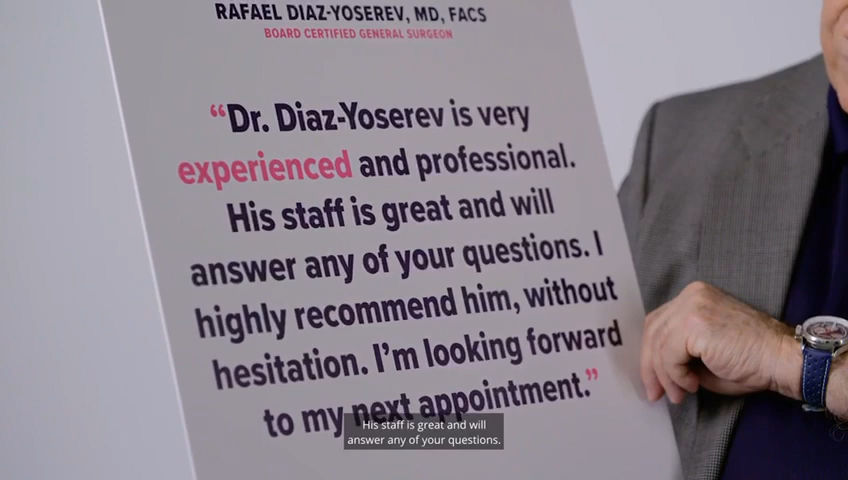 RAFAEL DIAZ-YOSEREV, MD, FACS
BOARD CERTIFIED GENERAL SURGEON
“Dr. Diaz-Yoserev is very
experienced and professional.
His staff is great and will
answer any of your questions. I
highly recommend him, without
hesitation. I’m looking forward
to my next appointment.”
His staff is great and will
answer any of your questions.